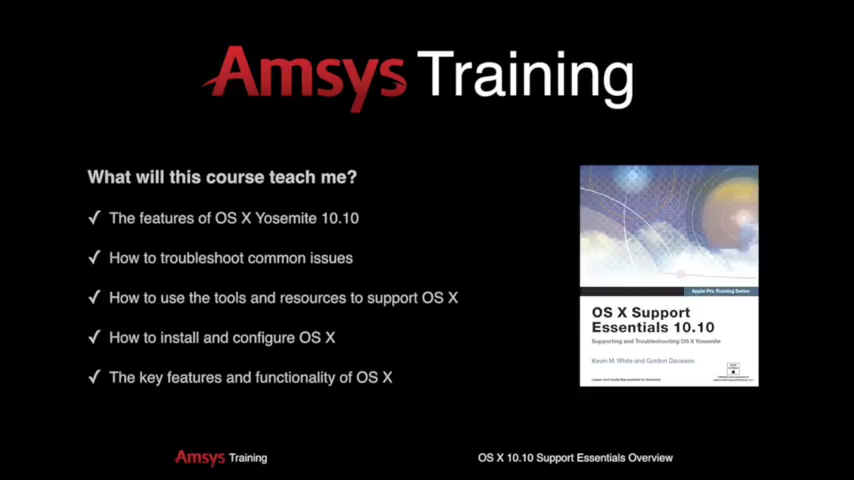 Amsys Training
What will this course teach me?
✓ The features of OS X Yosemite 10.10
✓ How to troubleshoot common issues
✓ How to use the tools and resources to support OS X
✓ How to install and configure OS X
✓ The key features and functionality of OS X
Apple Pro Training Series
OS X Support
Essentials 10.10
Supporting and Troubleshooting OS X Yosemite
Kevin M. White and Gordon Davisson
Amsys Training
OS X 10.10 Support Essentials Overview